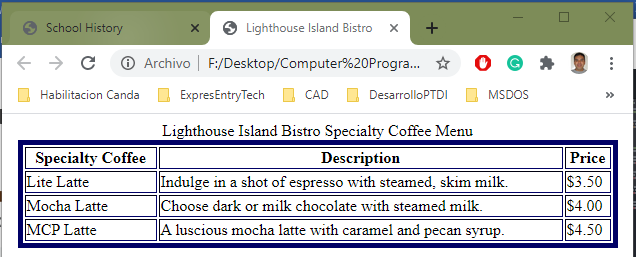 School History
Lighthouse Island Bistro
Archivo F:/Desktop/Computer%20Progra...
Habilitacion Canda ExpresEntryTech CAD DesarrolloPTDI MSDOS »
Lighthouse Island Bistro Specialty Coffee Menu
Specialty Coffee Description Price
Lite Latte Indulge in a shot of espresso with steamed, skim milk. $3.50
Mocha Latte Choose dark or milk chocolate with steamed milk. $4.00
MCP Latte A luscious mocha latte with caramel and pecan syrup. $4.50